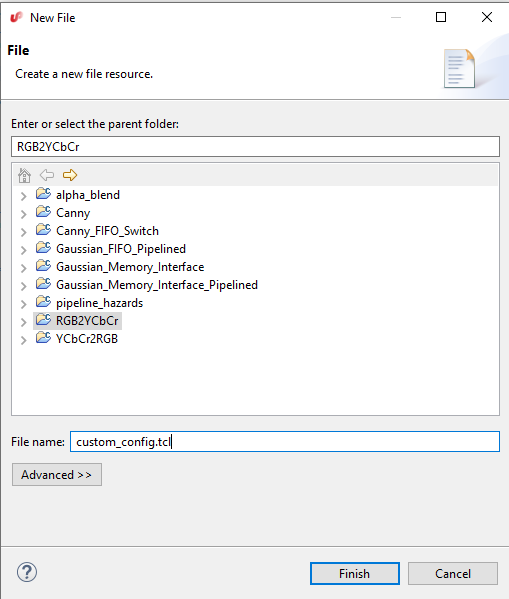 New File
File
Create a new file resource.
Enter or select the parent folder:
RGB2YCbCr
alpha_blend
Canny
Canny_FIFO_Switch
Gaussian_FIFO_Pipelined
Gaussian_Memory_Interface
Gaussian_Memory_Interface_Pipelined
pipeline_hazards
RGB2YCbCr
YCbCr2RGB
File name: custom_config.tcl
Advanced >>
? Finish Cancel